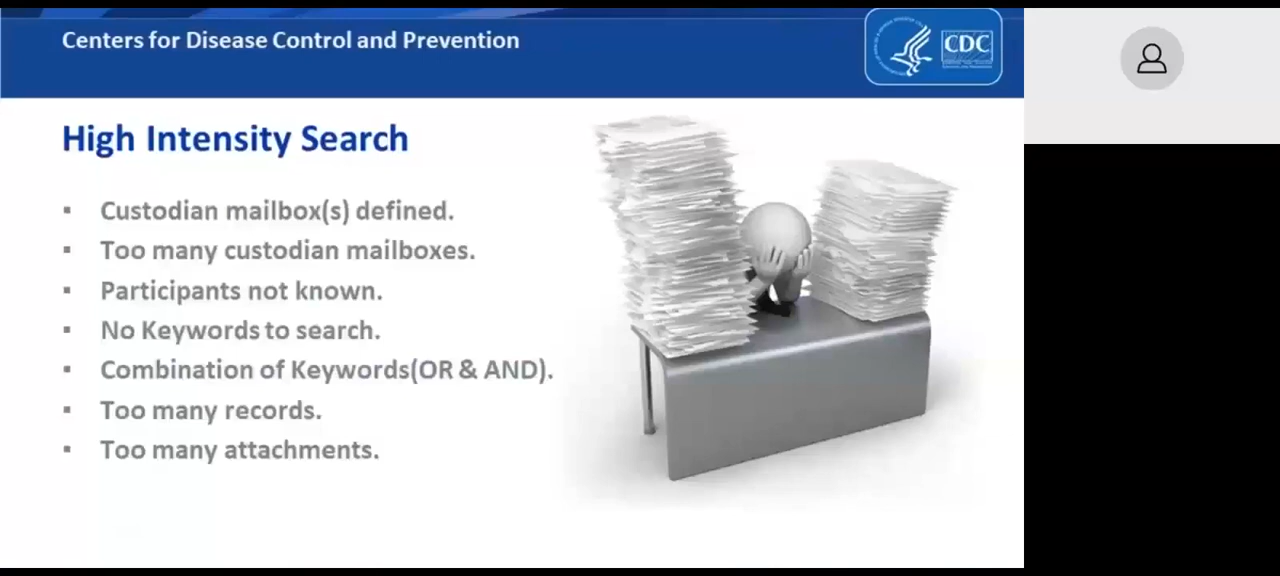 Centers for Disease Control and Prevention
CDC
High Intensity Search
▪ Custodian mailbox(s) defined.
▪ Too many custodian mailboxes.
▪ Participants not known.
▪ No Keywords to search.
▪ Combination of Keywords(OR & AND).
▪ Too many records.
▪ Too many attachments.